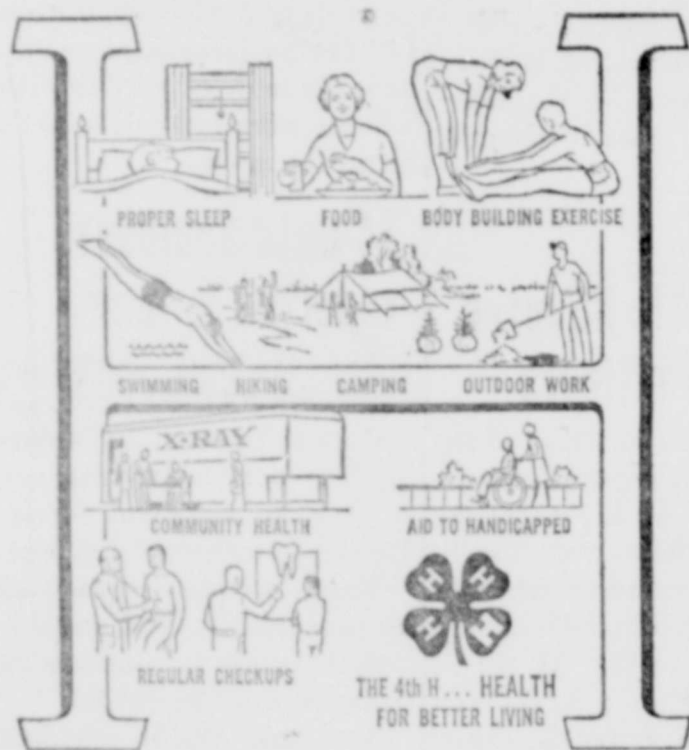 PROPER SLEEP
FOOD
BODY BUILDING EXERCISE
SWIMMING
HIKING
CAMPING
OUTDOOR WORK
X-RAY
COMMUNITY HEALTH
AID TO HANDICAPPED
H H
H H
REGULAR CHECKUPS
THE 4th H... HEALTH
FOR BETTER LIVING